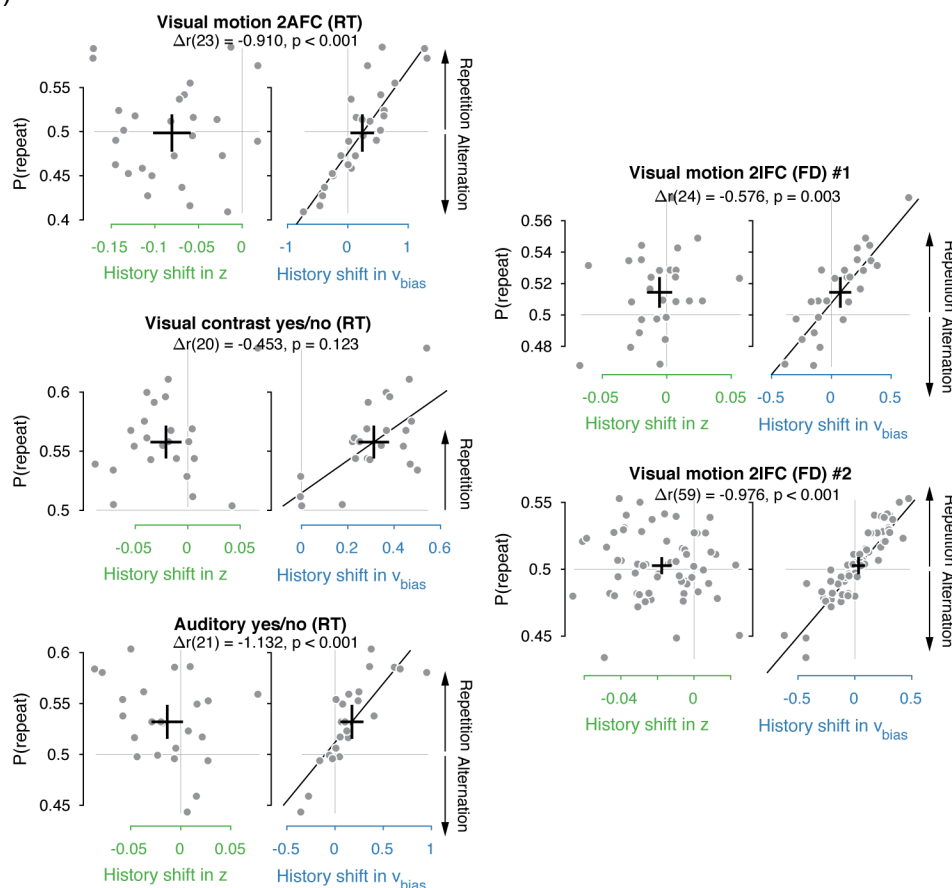 )
Visual motion 2AFC (RT)
Δr(23) = -0.910, p < 0.001
P(repeat)
0.55
0.5
0.45
0.4
-0.15 -0.1 -0.05 0
-1 0 1
History shift in z
History shift in vbias
Repetition
Alternation
Visual contrast yes/no (RT)
Δr(20) = -0.453, p = 0.123
P(repeat)
0.6
0.55
0.5
-0.05 0 0.05
0 0.2 0.4 0.6
History shift in z
History shift in vbias
Repetition
Auditory yes/no (RT)
Δr(21) = -1.132, p < 0.001
P(repeat)
0.6
0.55
0.5
0.45
-0.05 0 0.05
-0.5 0 0.5 1
History shift in z
History shift in vbias
Repetition
Alternation
Visual motion 2IFC (FD) #1
Δr(24) = -0.576, p = 0.003
P(repeat)
0.56
0.54
0.52
0.5
0.48
-0.05 0 0.05
-0.5 0 0.5
History shift in z
History shift in vbias
Repetition
Alternation
Visual motion 2IFC (FD) #2
Δr(59) = -0.976, p < 0.001
P(repeat)
0.55
0.5
0.45
-0.04 0
-0.5 0 0.5
History shift in z
History shift in vbias
Repetition
Alternation